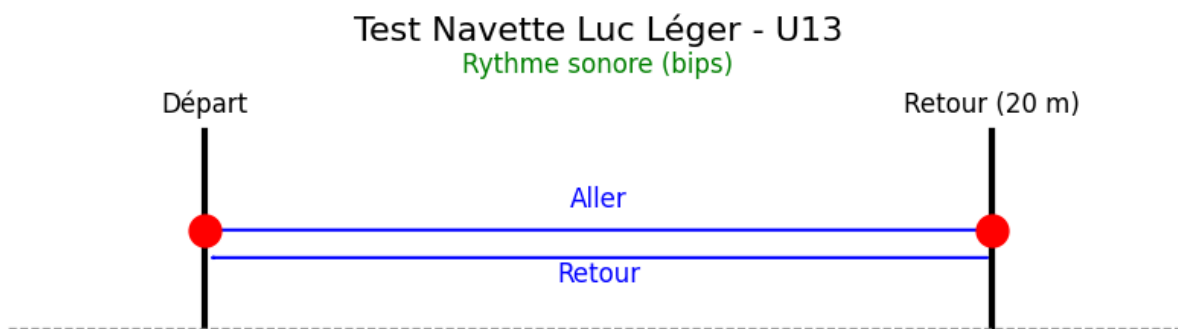 Test Navette Luc Léger - U13
Rythme sonore (bips)
Départ
Retour (20 m)
Aller
Retour